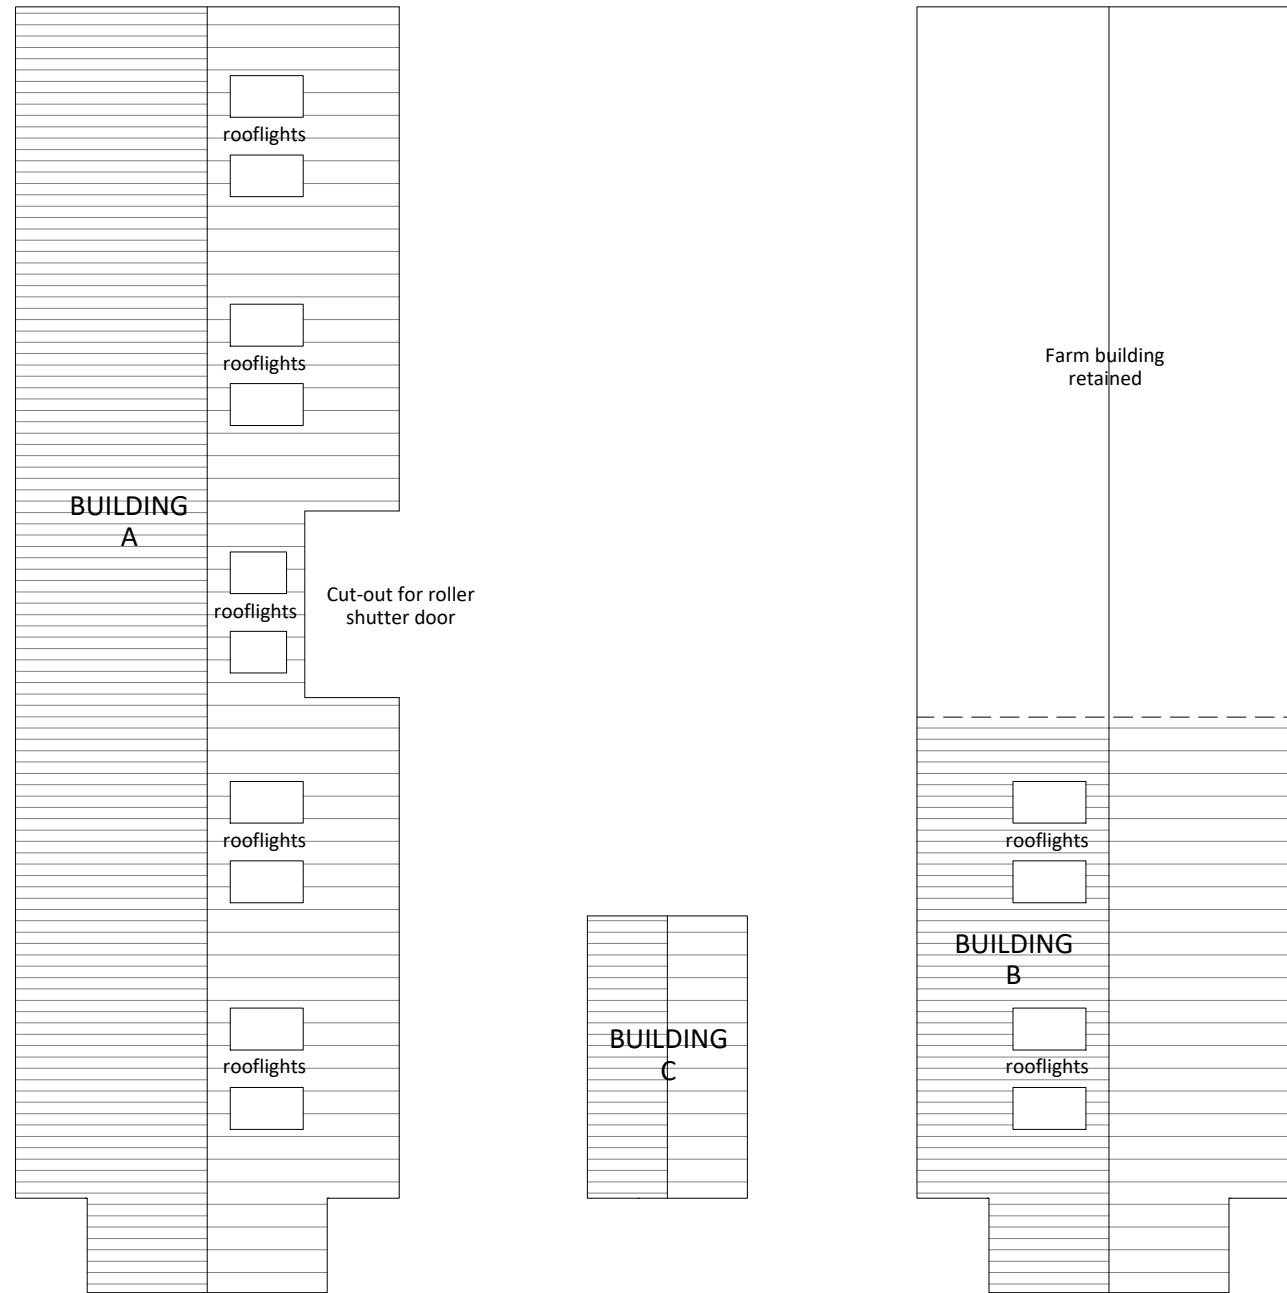 rooflights
rooflights
Farm building
retained
BUILDING
A
rooflights
Cut-out for roller
shutter door
rooflights
rooflights
BUILDING
B
BUILDING
C
rooflights
rooflights